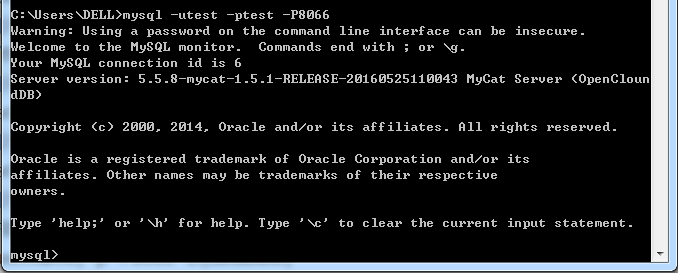 C:\Users\DELL>mysql -utest -ptest -P8066
Warning: Using a password on the command line interface can be insecure.
Welcome to the MySQL monitor.  Commands end with ; or \g.
Your MySQL connection id is 6
Server version: 5.5.8-mycat-1.5.1-RELEASE-20160525110043 MyCat Server (OpenCloun
dDB)
Copyright (c) 2000, 2014, Oracle and/or its affiliates. All rights reserved.
Oracle is a registered trademark of Oracle Corporation and/or its
affiliates. Other names may be trademarks of their respective
owners.
Type 'help;' or '\h' for help. Type '\c' to clear the current input statement.
mysql>